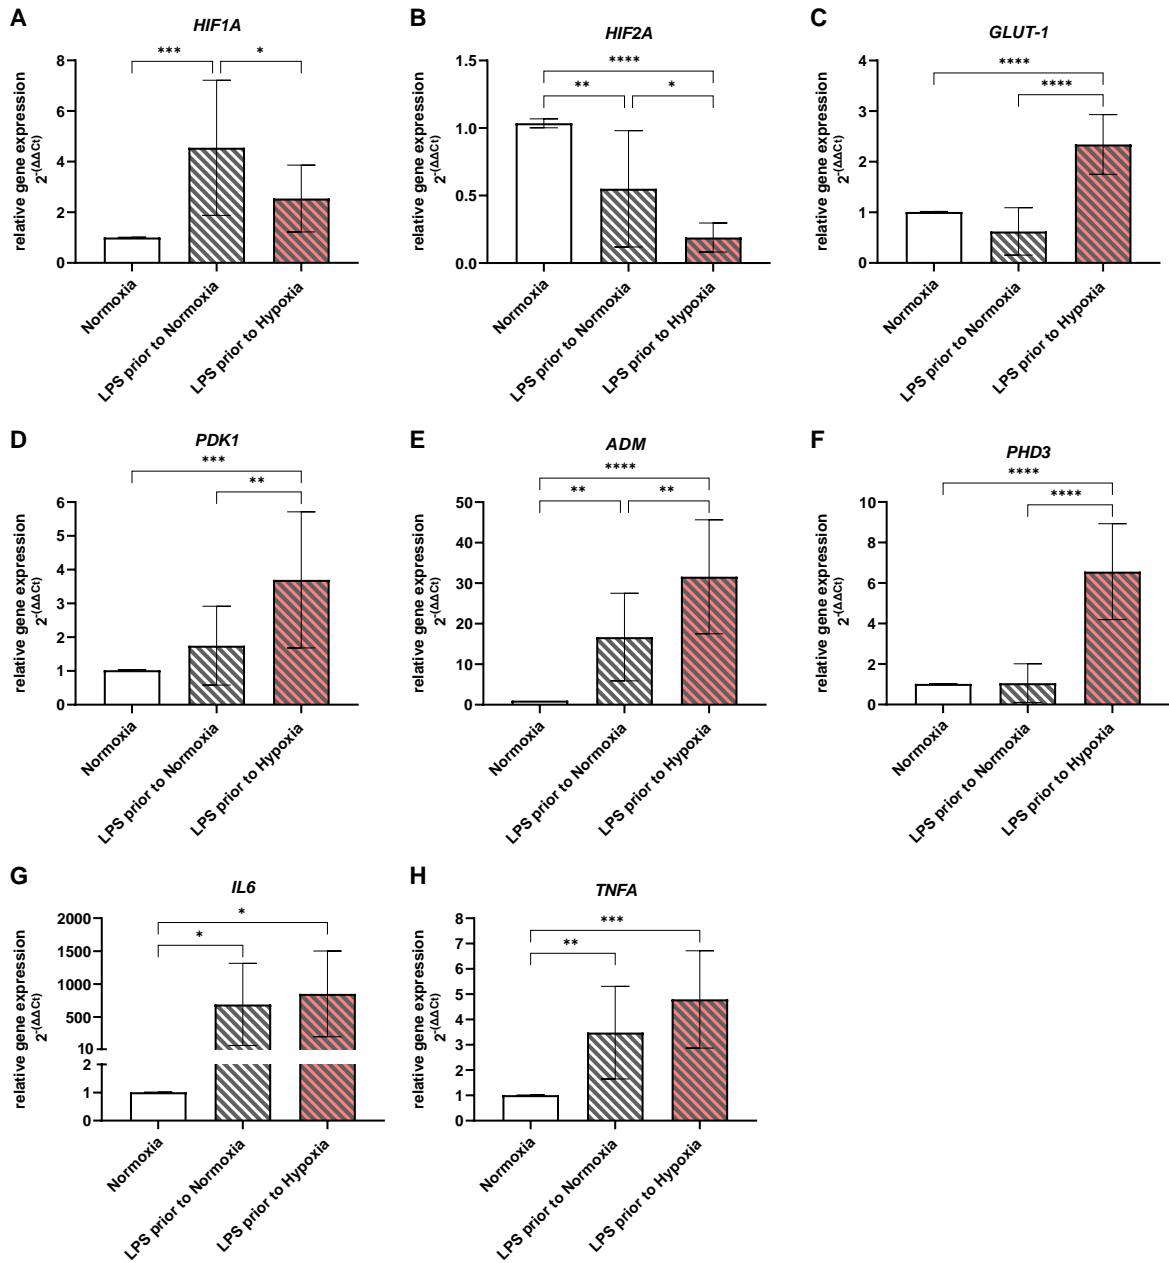 A
HIF1A
*** *
8
6
4
2
0
relative gene expression
2-(ΔΔCt)
Normoxia
LPS prior to Normoxia
LPS prior to Hypoxia
B
HIF2A
****
** *
1.5
1.0
0.5
0.0
relative gene expression
2-(ΔΔCt)
Normoxia
LPS prior to Normoxia
LPS prior to Hypoxia
C
GLUT-1
****
****
4
3
2
1
0
relative gene expression
2-(ΔΔCt)
Normoxia
LPS prior to Normoxia
LPS prior to Hypoxia
D
PDK1
***
**
6
5
4
3
2
1
0
relative gene expression
2-(ΔΔCt)
Normoxia
LPS prior to Normoxia
LPS prior to Hypoxia
E
ADM
****
** **
50
40
30
20
10
0
relative gene expression
2-(ΔΔCt)
Normoxia
LPS prior to Normoxia
LPS prior to Hypoxia
F
PHD3
****
****
10
8
6
4
2
0
relative gene expression
2-(ΔΔCt)
Normoxia
LPS prior to Normoxia
LPS prior to Hypoxia
G
IL6
*
*
2000
1500
1000
500
10
2
1
0
relative gene expression
2-(ΔΔCt)
Normoxia
LPS prior to Normoxia
LPS prior to Hypoxia
H
TNFA
***
**
8
7
6
5
4
3
2
1
0
relative gene expression
2-(ΔΔCt)
Normoxia
LPS prior to Normoxia
LPS prior to Hypoxia